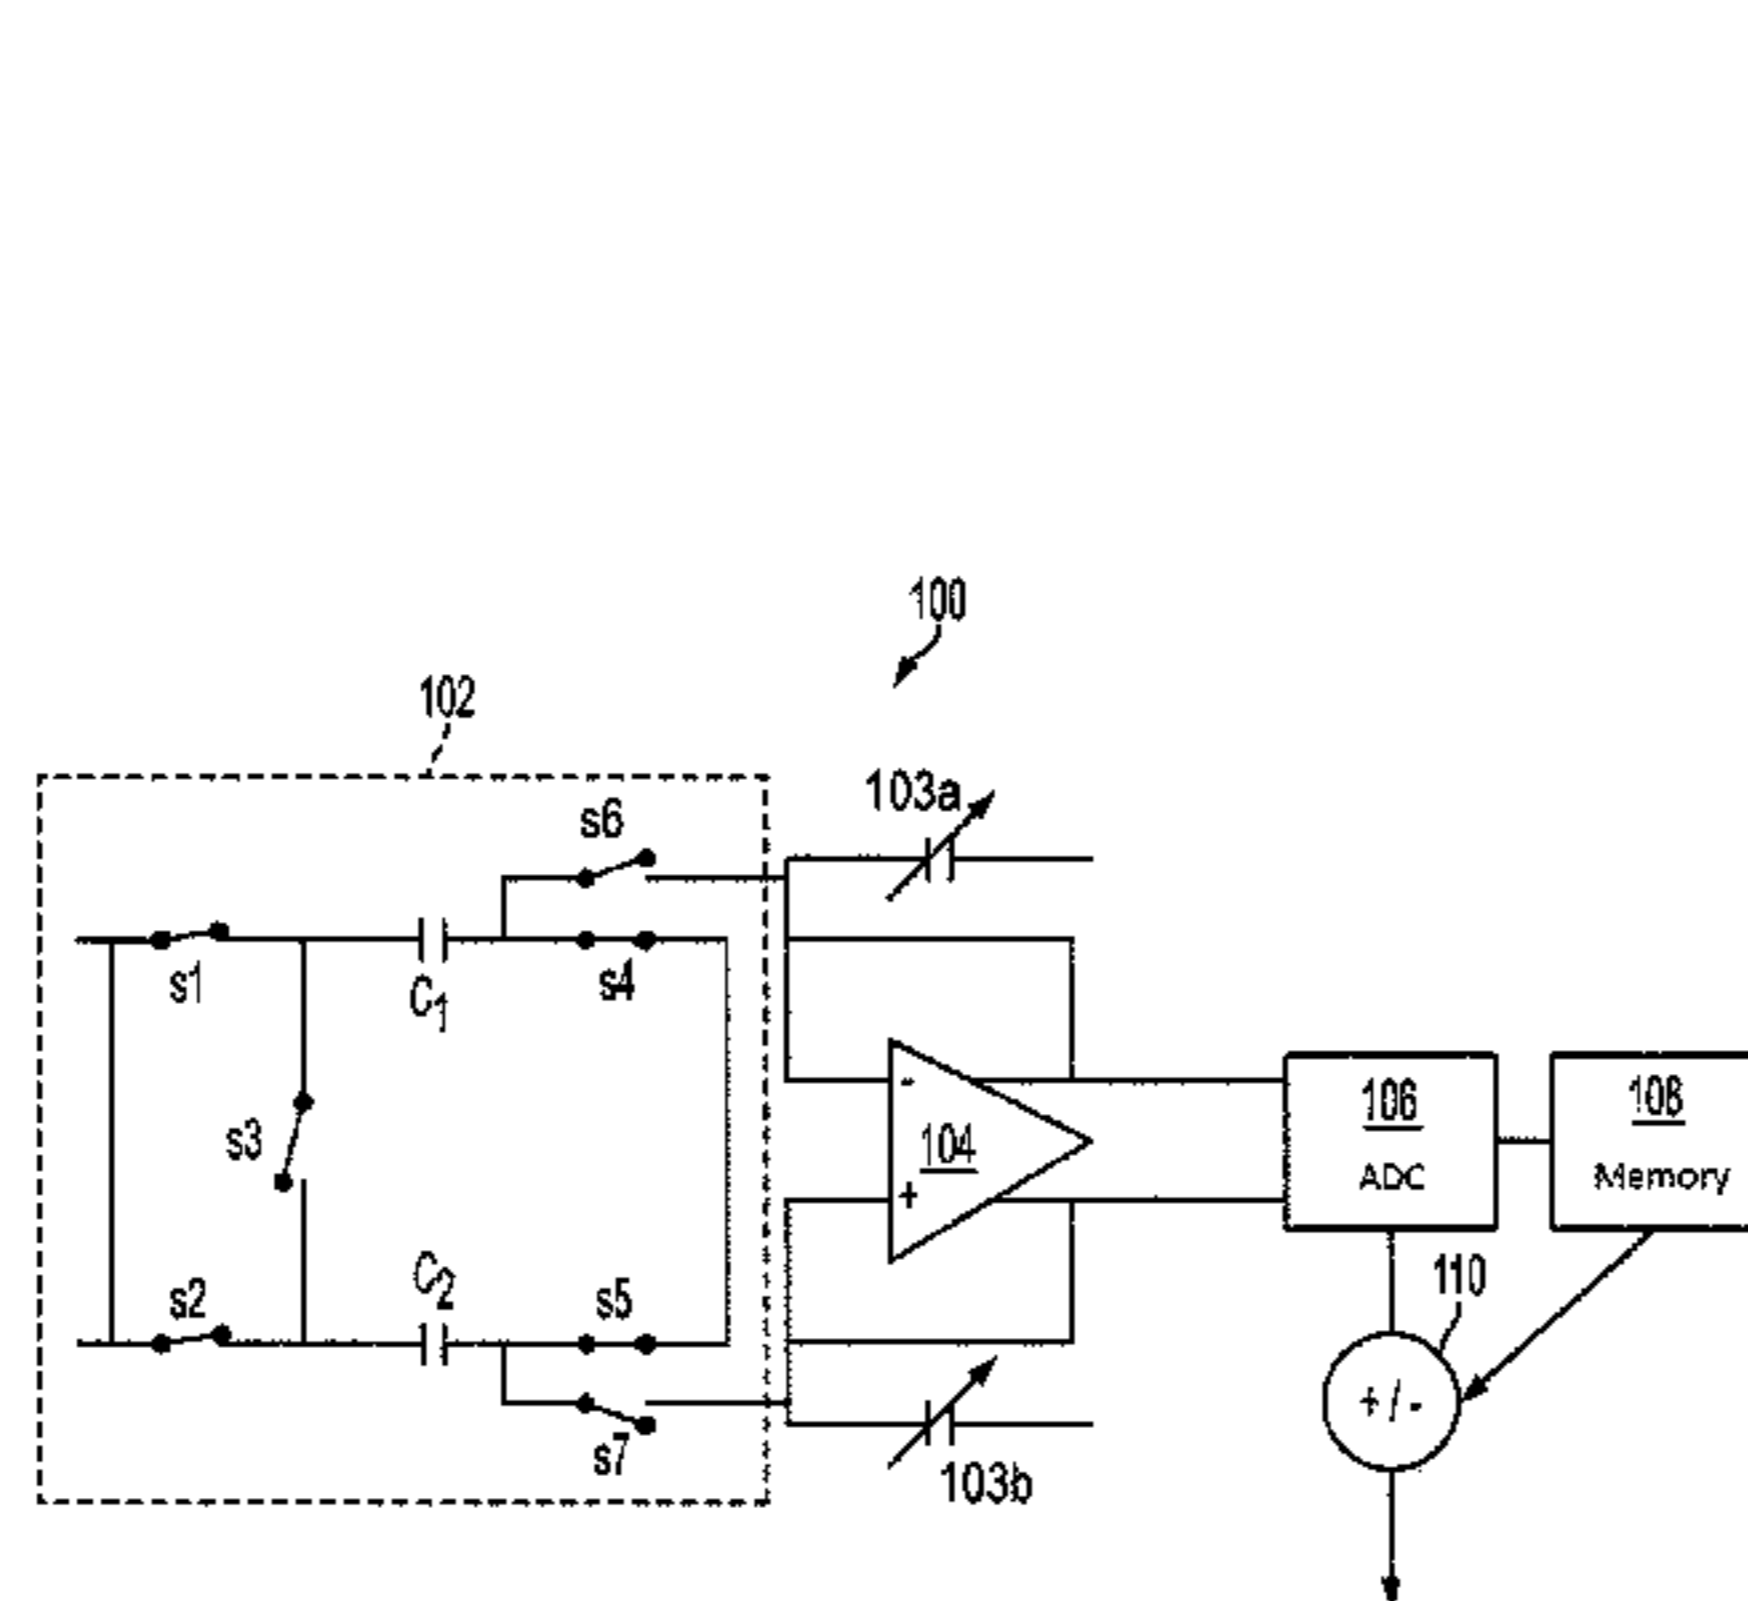 100
102
103a
s6
s1
C1
s4
s3
104
-
+
106
ADC
108
Memory
s2
C2
s5
110
+ / -
s7
103b